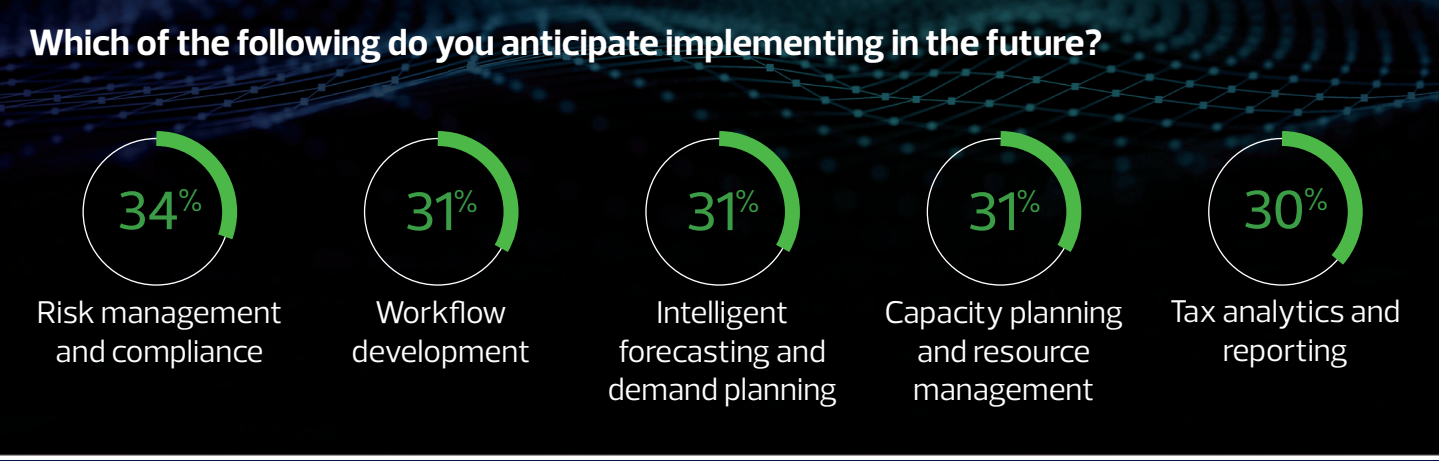 Which of the following do you anticipate implementing in the future?
34%
Risk management
and compliance
31%
Workflow
development
31%
Intelligent
forecasting and
demand planning
31%
Capacity planning
and resource
management
30%
Tax analytics and
reporting